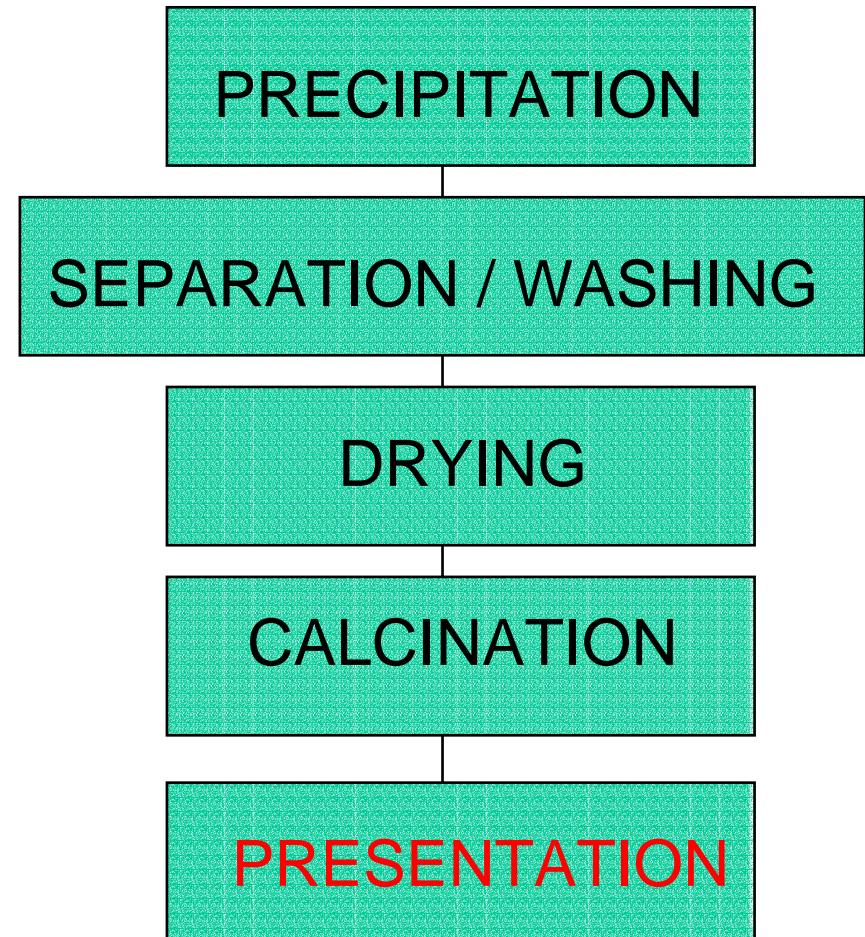 PRECIPITATION
SEPARATION / WASHING
DRYING
CALCINATION
PRESENTATION